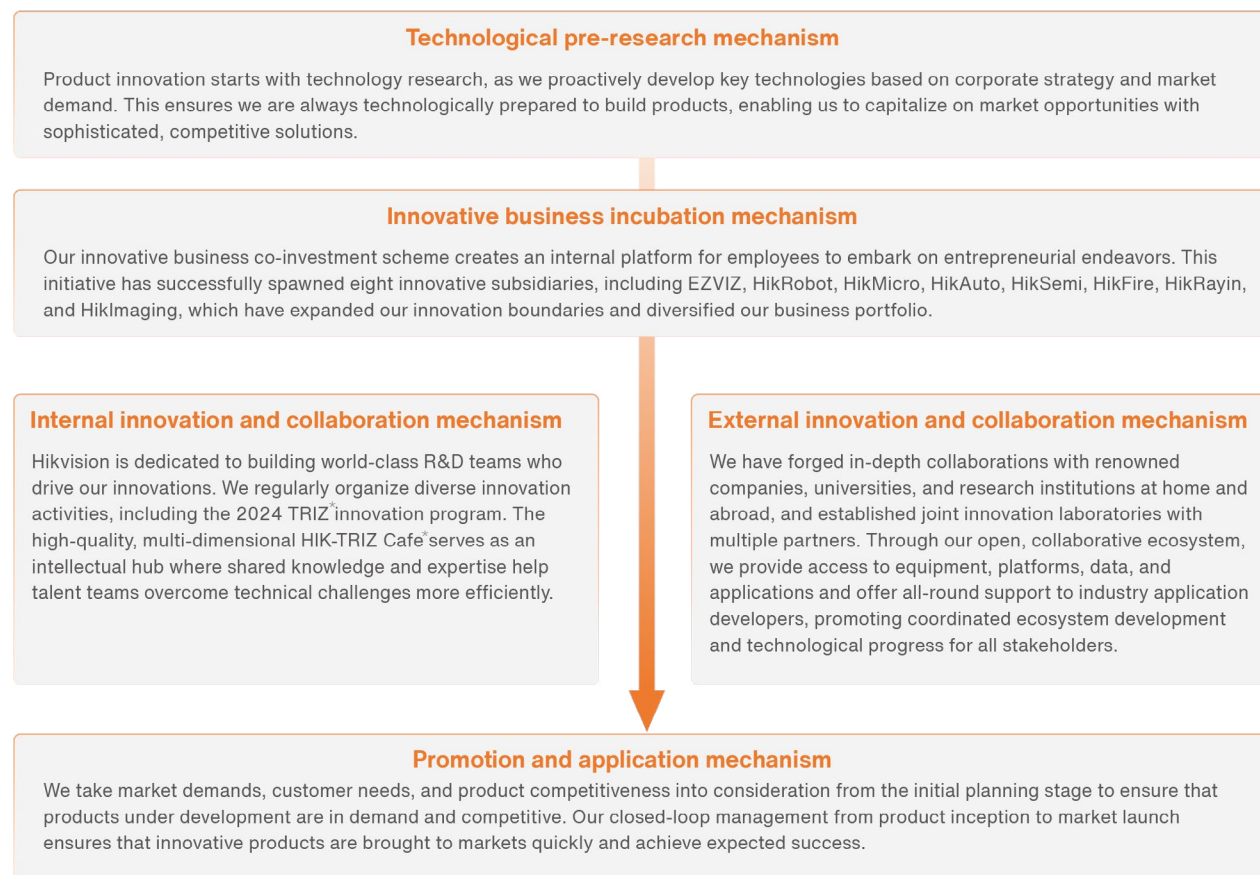 Technological pre-research mechanism
Product innovation starts with technology research, as we proactively develop key technologies based on corporate strategy and market
demand. This ensures we are always technologically prepared to build products, enabling us to capitalize on market opportunities with
sophisticated, competitive solutions.
Innovative business incubation mechanism
Our innovative business co-investment scheme creates an internal platform for employees to embark on entrepreneurial endeavors. This
initiative has successfully spawned eight innovative subsidiaries, including EZVIZ, HikRobot, HikMicro, HikAuto, HikSemi, HikFire, HikRayin,
and HikImaging, which have expanded our innovation boundaries and diversified our business portfolio.
Internal innovation and collaboration mechanism
Hikvision is dedicated to building world-class R&D teams who
drive our innovations. We regularly organize diverse innovation
activities, including the 2024 TRIZ* innovation program. The
high-quality, multi-dimensional HIK-TRIZ Cafe* serves as an
intellectual hub where shared knowledge and expertise help
talent teams overcome technical challenges more efficiently.
External innovation and collaboration mechanism
We have forged in-depth collaborations with renowned
companies, universities, and research institutions at home and
abroad, and established joint innovation laboratories with
multiple partners. Through our open, collaborative ecosystem,
we provide access to equipment, platforms, data, and
applications and offer all-round support to industry application
developers, promoting coordinated ecosystem development
and technological progress for all stakeholders.
Promotion and application mechanism
We take market demands, customer needs, and product competitiveness into consideration from the initial planning stage to ensure that
products under development are in demand and competitive. Our closed-loop management from product inception to market launch
ensures that innovative products are brought to markets quickly and achieve expected success.